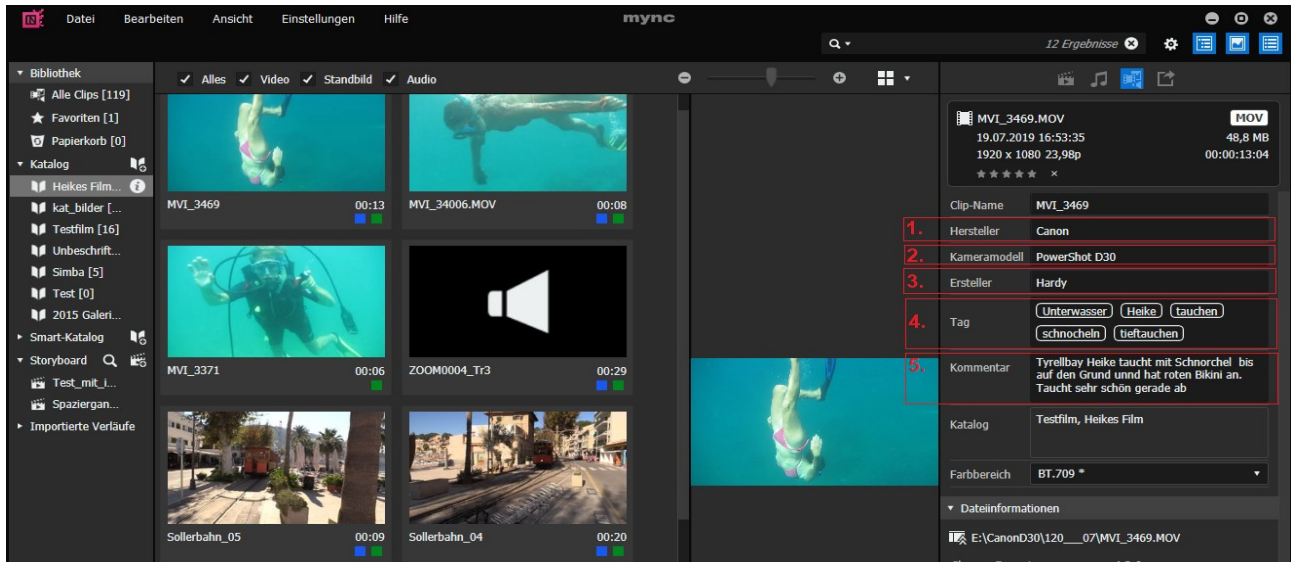 Datei Bearbeiten Ansicht Einstellungen Hilfe mync
12 Ergebnisse
Bibliothek
Alle Clips [119]
Favoriten [1]
Papierkorb [0]
Katalog
Heikes Film...
kat_bilder [...
Testfilm [16]
Unbeschrift...
Simba [5]
Test [0]
2015 Galeri...
Smart-Katalog
Storyboard
Test_mit_i...
Spaziergan...
Importierte Verläufe
Alles Video Standbild Audio
MVI_3469 00:13
MVI_34006.MOV 00:08
MVI_3371 00:06
ZOOM0004_Tr3 00:29
Sollerbahn_05 00:09
Sollerbahn_04 00:20
MVI_3469.MOV MOV
19.07.2019 16:53:35 48,8 MB
1920 x 1080 23,98p 00:00:13:04
Clip-Name MVI_3469
1. Hersteller Canon
2. Kameramodell PowerShot D30
3. Ersteller Hardy
4. Tag Unterwasser Heike tauchen
schnocheln tieftauchen
5. Kommentar Tyrellbay Heike taucht mit Schnorchel bis
auf den Grund unnd hat roten Bikini an.
Taucht sehr schön gerade ab
Katalog Testfilm, Heikes Film
Farbbereich BT.709 *
Dateiinformationen
E:\CanonD30\120___07\MVI_3469.MOV